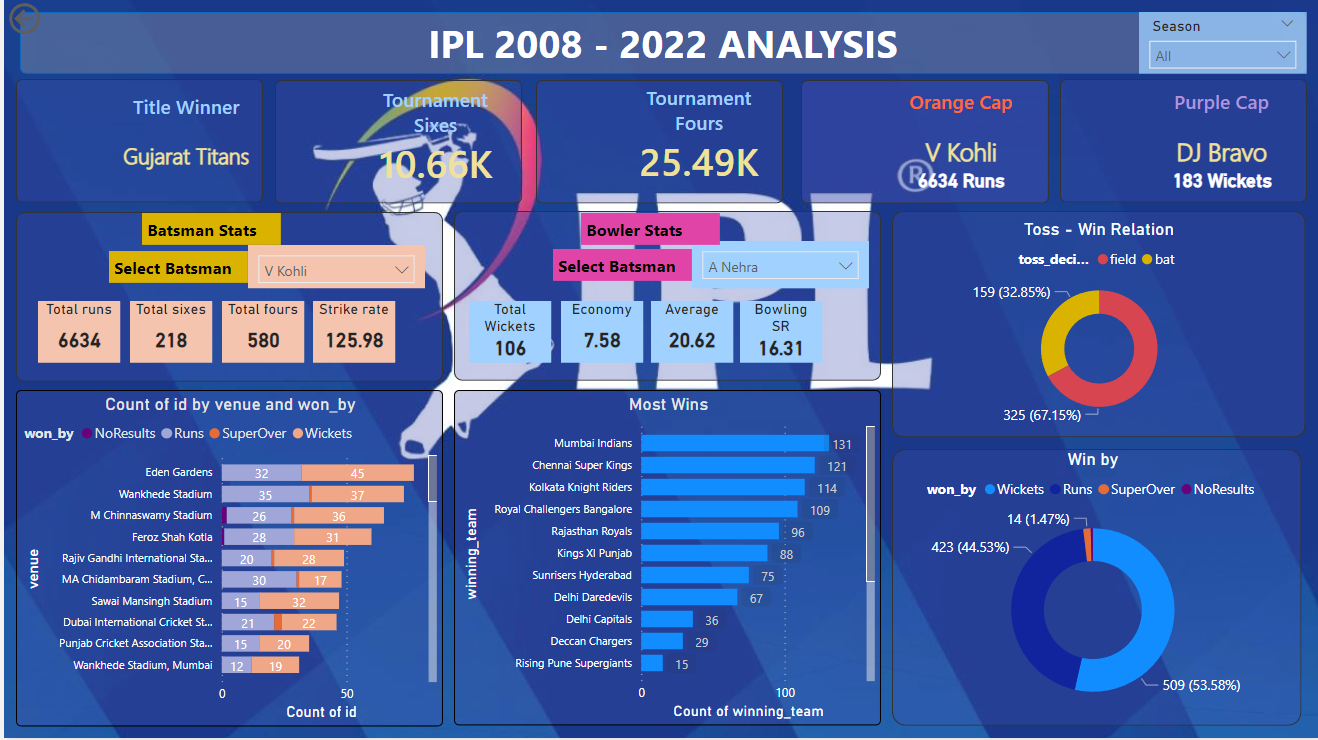 IPL 2008 - 2022 ANALYSIS
Season
All
Title Winner
Gujarat Titans
Tournament
Sixes
10.66K
Tournament
Fours
25.49K
Orange Cap
V Kohli
6634 Runs
Purple Cap
DJ Bravo
183 Wickets
®
IPL
Batsman Stats
Select Batsman
V Kohli
Total runs
6634
Total sixes
218
Total fours
580
Strike rate
125.98
Bowler Stats
Select Batsman
A Nehra
Total
Wickets
106
Economy
7.58
Average
20.62
Bowling
SR
16.31
Toss - Win Relation
toss_deci... field bat
159 (32.85%)
325 (67.15%)
Count of id by venue and won_by
won_by NoResults Runs SuperOver Wickets
venue
Eden Gardens 32 45
Wankhede Stadium 35 37
M Chinnaswamy Stadium 26 36
Feroz Shah Kotla 28 31
Rajiv Gandhi International Sta... 20 28
MA Chidambaram Stadium, C... 30 17
Sawai Mansingh Stadium 15 32
Dubai International Cricket St... 21 22
Punjab Cricket Association Sta... 15 20
Wankhede Stadium, Mumbai 12 19
0 50
Count of id
Most Wins
winning_team
Mumbai Indians 131
Chennai Super Kings 121
Kolkata Knight Riders 114
Royal Challengers Bangalore 109
Rajasthan Royals 96
Kings XI Punjab 88
Sunrisers Hyderabad 75
Delhi Daredevils 67
Delhi Capitals 36
Deccan Chargers 29
Rising Pune Supergiants 15
0 100
Count of winning_team
Win by
won_by Wickets Runs SuperOver NoResults
14 (1.47%)
423 (44.53%)
509 (53.58%)